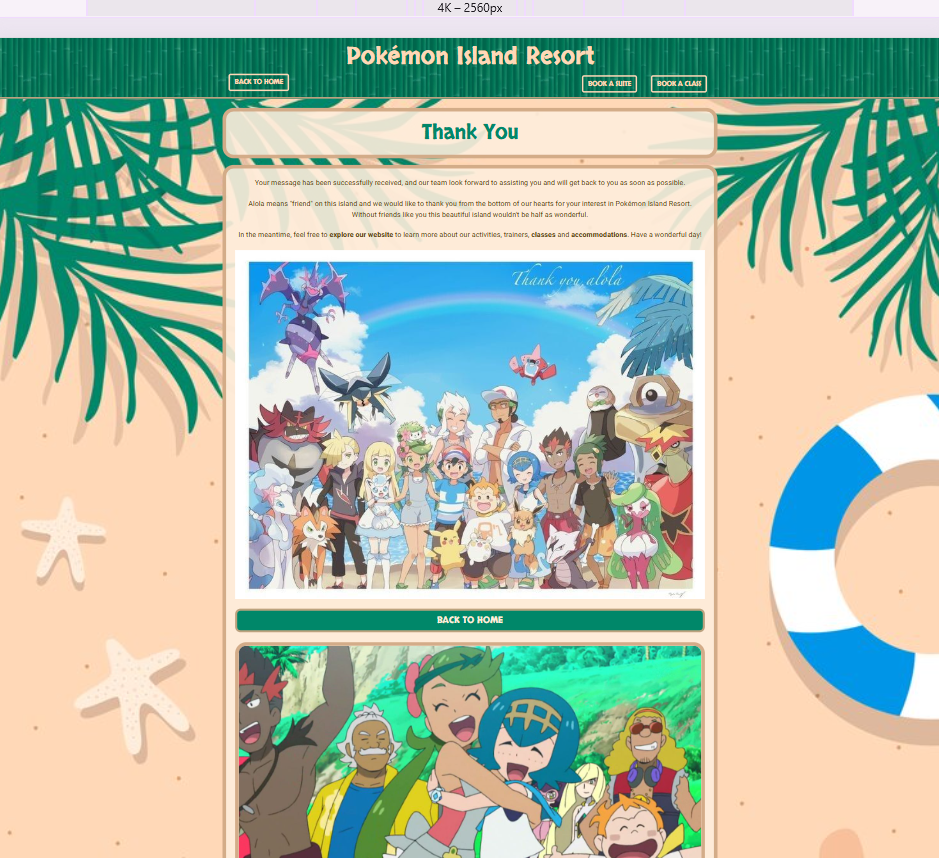 4K – 2560px
Pokémon Island Resort
BACK TO HOME
BOOK A SUITE
BOOK A CLASS
Thank You
Your message has been successfully received, and our team look forward to assisting you and will get back to you as soon as possible.
Alola means "friend" on this island and we would like to thank you from the bottom of our hearts for your interest in Pokémon Island Resort.
Without friends like you this beautiful island wouldn't be half as wonderful.
In the meantime, feel free to explore our website to learn more about our activities, trainers, classes and accommodations. Have a wonderful day!
Thank you, alola
BACK TO HOME